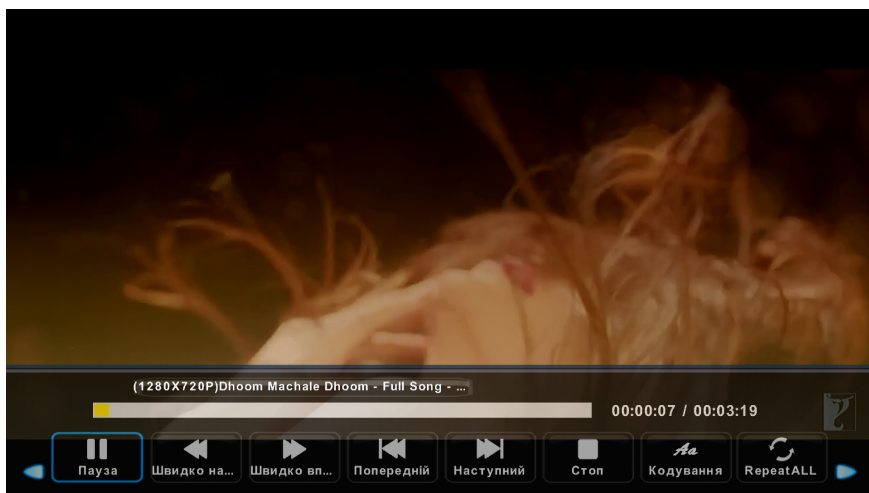 (1280X720P)Dhoom Machale Dhoom - Full Song - ...
00:00:07 / 00:03:19
Пауза
Швидко на...
Швидко вп...
Попередній
Наступний
Стоп
Aa
Кодування
RepeatALL